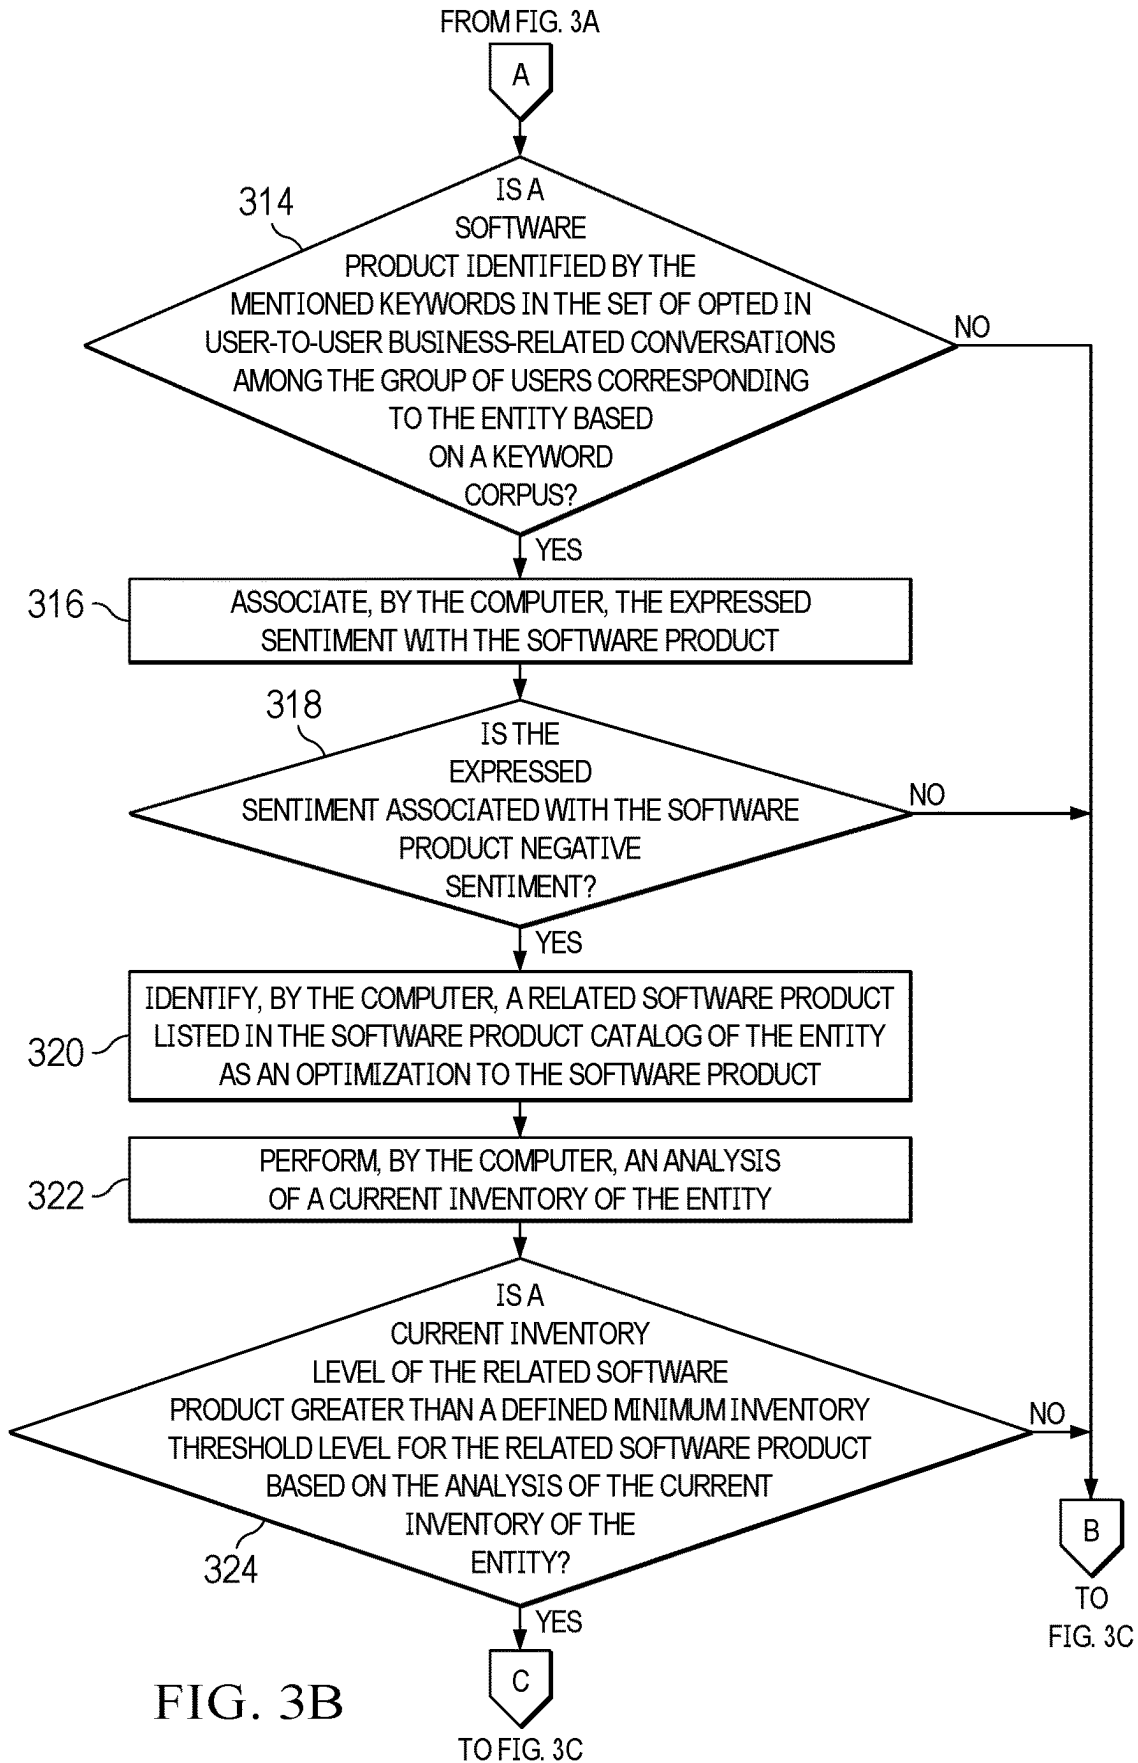 FROM FIG. 3A
A
314
IS A
SOFTWARE
PRODUCT IDENTIFIED BY THE
MENTIONED KEYWORDS IN THE SET OF OPTED IN
USER-TO-USER BUSINESS-RELATED CONVERSATIONS
AMONG THE GROUP OF USERS CORRESPONDING
TO THE ENTITY BASED
ON A KEYWORD
CORPUS?
NO
YES
316
ASSOCIATE, BY THE COMPUTER, THE EXPRESSED
SENTIMENT WITH THE SOFTWARE PRODUCT
318
IS THE
EXPRESSED
SENTIMENT ASSOCIATED WITH THE SOFTWARE
PRODUCT NEGATIVE
SENTIMENT?
NO
YES
320
IDENTIFY, BY THE COMPUTER, A RELATED SOFTWARE PRODUCT
LISTED IN THE SOFTWARE PRODUCT CATALOG OF THE ENTITY
AS AN OPTIMIZATION TO THE SOFTWARE PRODUCT
322
PERFORM, BY THE COMPUTER, AN ANALYSIS
OF A CURRENT INVENTORY OF THE ENTITY
IS A
CURRENT INVENTORY
LEVEL OF THE RELATED SOFTWARE
PRODUCT GREATER THAN A DEFINED MINIMUM INVENTORY
THRESHOLD LEVEL FOR THE RELATED SOFTWARE PRODUCT
BASED ON THE ANALYSIS OF THE CURRENT
INVENTORY OF THE
ENTITY?
324
NO
YES
B
TO
FIG. 3C
C
TO FIG. 3C
FIG. 3B